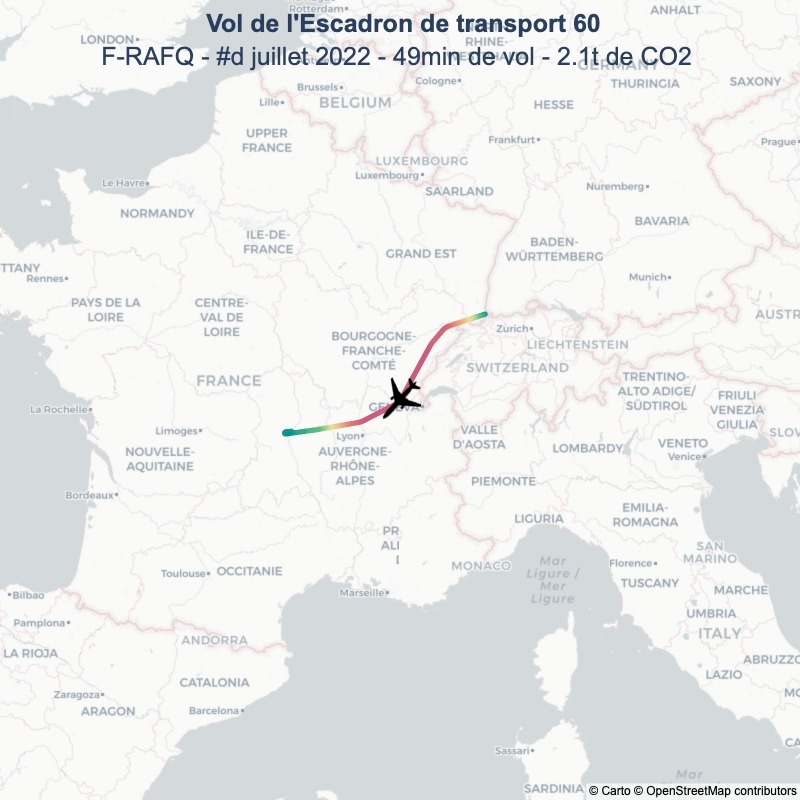 Vol de l'Escadron de transport 60
F-RAFQ - #d juillet 2022 - 49min de vol - 2.1t de CO2
ANHALT
LONDON
RHINE-
Rotterdam
GERMANY
Cologne
THURINGIA
SAXONY
Brussels
BELGIUM
Lille
HESSE
UPPER
FRANCE
Frankfurt
Prague
LUXEMBOURG
Luxembourg
Le Havre
SAARLAND
Nuremberg
NORMANDY
BAVARIA
ILE-DE-
FRANCE
GRAND EST
BADEN-
WÜRTTEMBERG
TTANY
Rennes
Munich
PAYS DE LA
LOIRE
CENTRE-
VAL DE
LOIRE
AUSTR
Zurich
BOURGOGNE-
FRANCHE-
COMTÉ
LIECHTENSTEIN
SWITZERLAND
FRANCE
TRENTINO-
ALTO ADIGE/
SÜDTIROL
La Rochelle
GENEVA
FRIULI
VENEZIA
GIULIA
Limoges
Lyon
VALLE
D'AOSTA
SLOV
NOUVELLE-
AQUITAINE
AUVERGNE-
RHÔNE-
ALPES
LOMBARDY
VENETO
Venice
PIEMONTE
Bordeaux
EMILIA-
ROMAGNA
LIGURIA
PR
ALI
SAN
MARINO
Toulouse
OCCITANIE
MONACO
Mar
Ligure /
Mer
Ligure
Florence
TUSCANY
MARCHE
Marseille
Bilbao
Pamplona
UMBRIA
ANDORRA
ITALY
LA RIOJA
ABRUZZO
CATALONIA
LAZIO
Zaragoza
ARAGON
Barcelona
MO
CA
Sassari
Mar
SARDINIA
© Carto © OpenStreetMap contributors